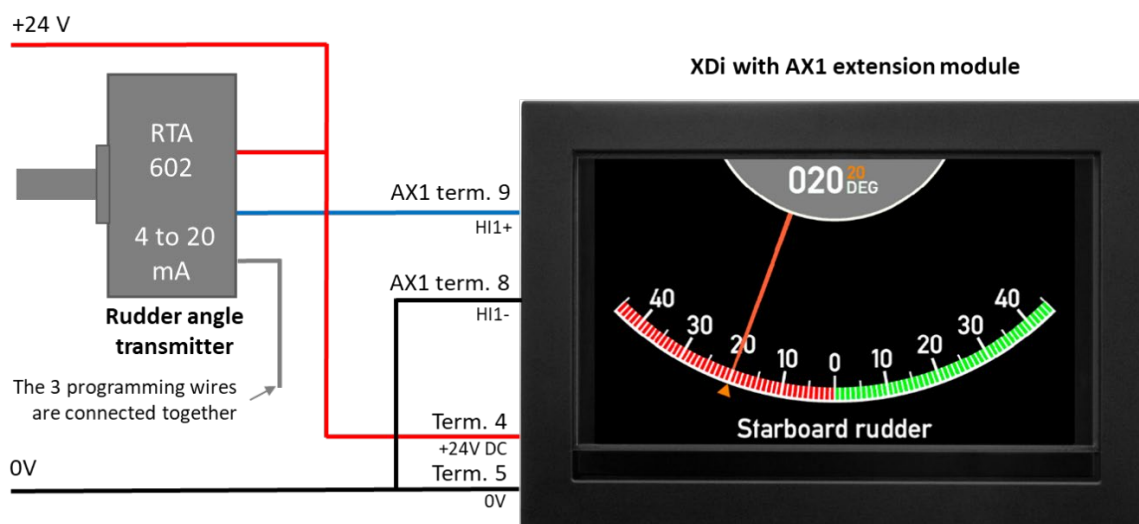 +24 V
XDi with AX1 extension module
RTA
602
4 to 20
mA
Rudder angle
transmitter
The 3 programming wires
are connected together
AX1 term. 9
HI1+
AX1 term. 8
HI1-
Term. 4
+24V DC
Term. 5
0V
0V
020 20
DEG
40 30 20 10 0 10 20 30 40
Starboard rudder